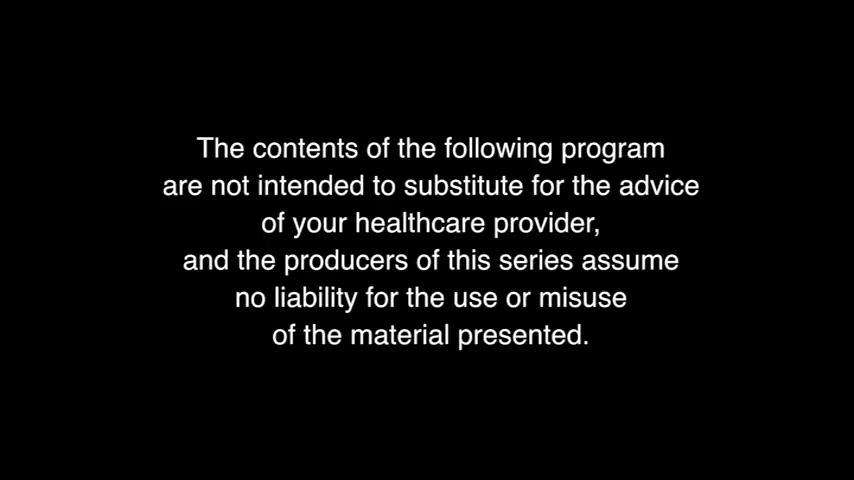 The contents of the following program
are not intended to substitute for the advice
of your healthcare provider,
and the producers of this series assume
no liability for the use or misuse
of the material presented.